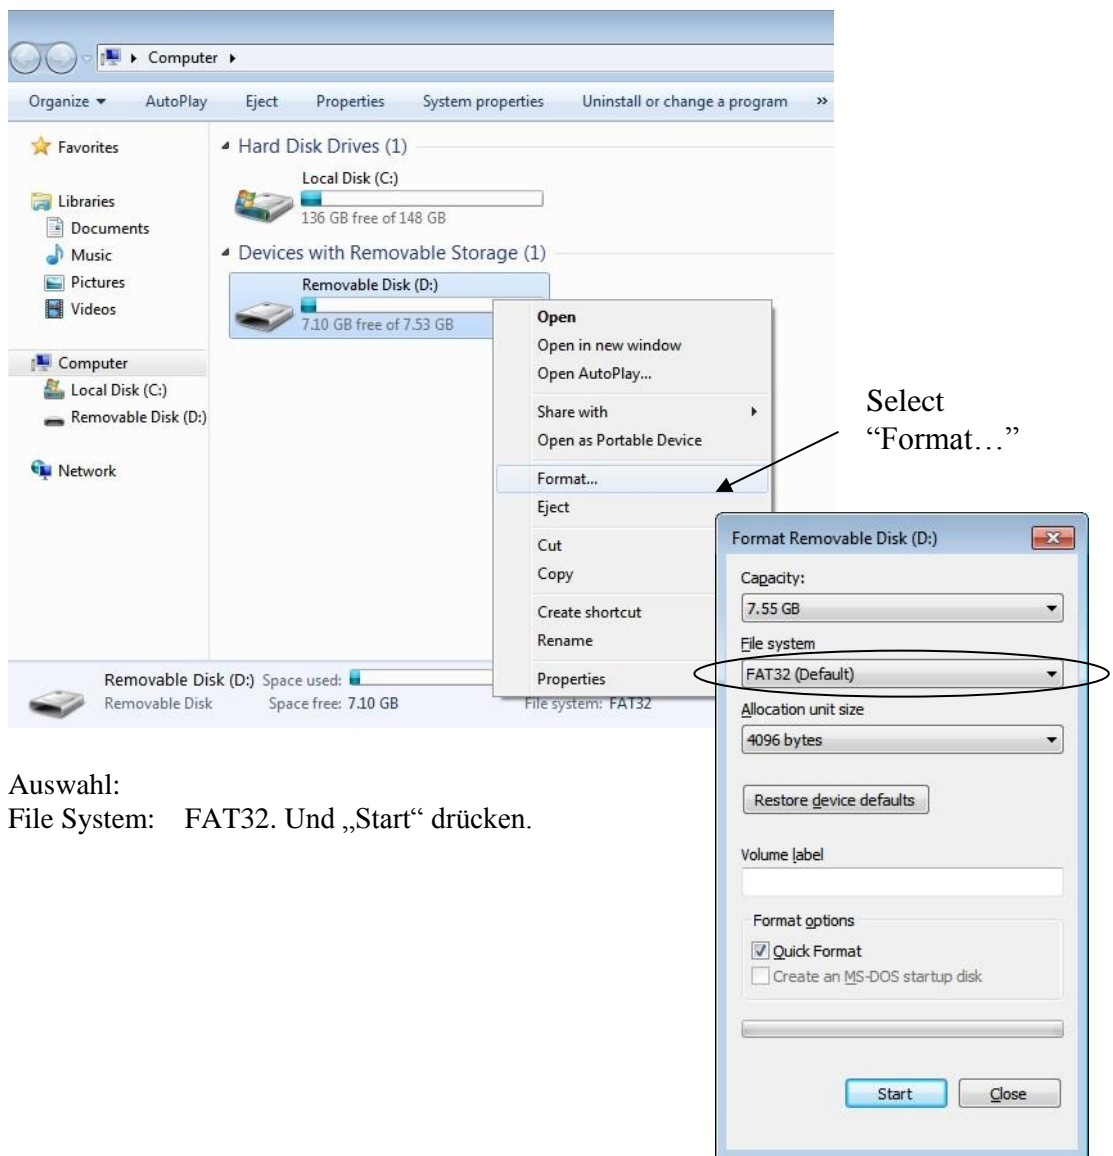 Computer
Organize AutoPlay Eject Properties System properties Uninstall or change a program »
Favorites
Libraries
Documents
Music
Pictures
Videos
Computer
Local Disk (C:)
Removable Disk (D:)
Network
Hard Disk Drives (1)
Local Disk (C:)
136 GB free of 148 GB
Devices with Removable Storage (1)
Removable Disk (D:)
7.10 GB free of 7.53 GB
Open
Open in new window
Open AutoPlay...
Share with
Open as Portable Device
Format...
Eject
Cut
Copy
Create shortcut
Rename
Properties
Select
“Format…”
Removable Disk (D:) Space used:
Removable Disk Space free: 7.10 GB File system: FAT32
Format Removable Disk (D:)
Capacity:
7.55 GB
File system
FAT32 (Default)
Allocation unit size
4096 bytes
Restore device defaults
Volume label
Format options
Quick Format
Create an MS-DOS startup disk
Start Close
Auswahl:
File System: FAT32. Und „Start“ drücken.